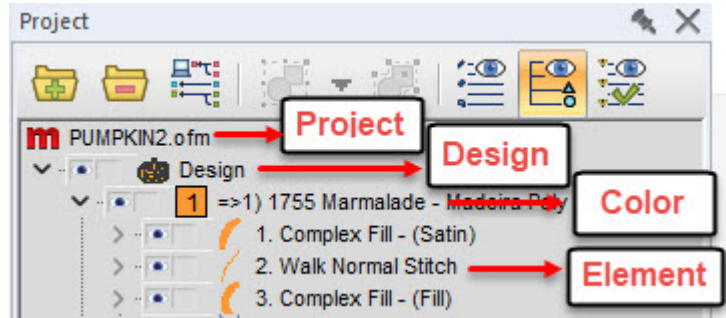 Project
m PUMPKIN2.ofm
Project
Design
Design
1 =>1) 1755 Marmalade - Madeira Poly
Color
1. Complex Fill - (Satin)
2. Walk Normal Stitch
Element
3. Complex Fill - (Fill)